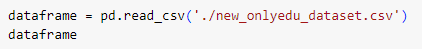 dataframe = pd.read_csv('./new_onlyedu_dataset.csv')
dataframe